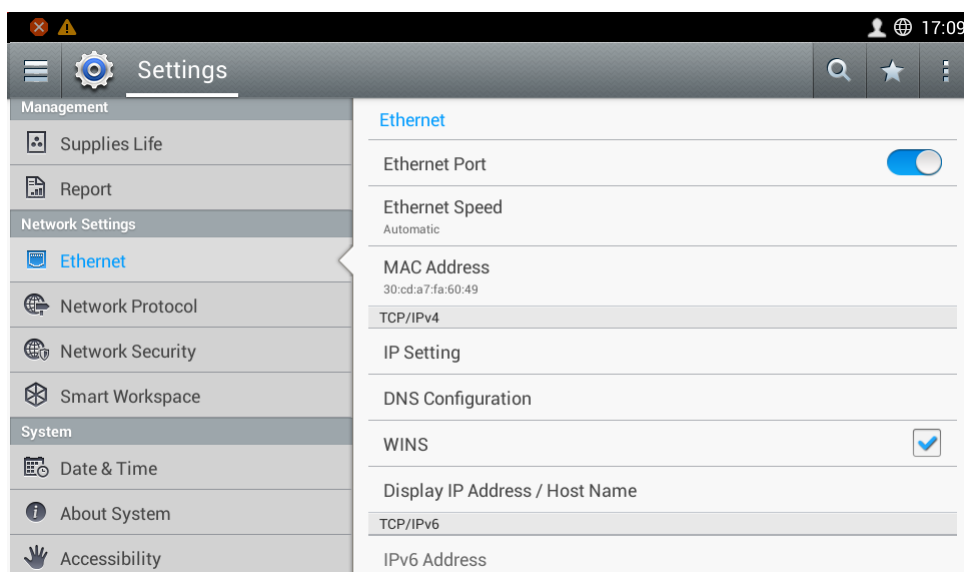 17:09
Settings
Management
Supplies Life
Report
Network Settings
Ethernet
Network Protocol
Network Security
Smart Workspace
System
Date & Time
About System
Accessibility
Ethernet
Ethernet Port
Ethernet Speed
Automatic
MAC Address
30:cd:a7:fa:60:49
TCP/IPv4
IP Setting
DNS Configuration
WINS
Display IP Address / Host Name
TCP/IPv6
IPv6 Address